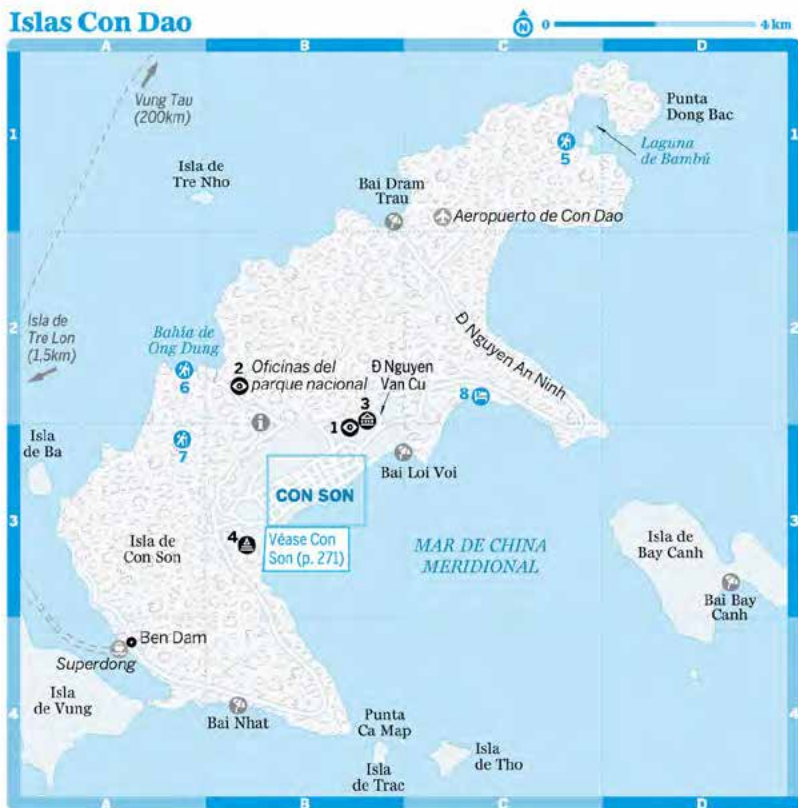 Islas Con Dao
N
0
4 km
A
B
C
D
Vung Tau
(200km)
Punta
Dong Bac
1
1
5
Laguna
de Bambú
Isla de
Tre Nho
Bai Dram
Trau
Aeropuerto de Con Dao
2
2
Isla de
Tre Lon
(1,5km)
Bahía de
Ong Dung
Đ Nguyen An Ninh
2
Oficinas del
parque nacional
Đ Nguyen
Van Cu
6
8
3
1
Isla
de Ba
7
Bai Loi Voi
CON SON
3
3
Isla de
Con Son
4
Véase Con
Son (p. 271)
MAR DE CHINA
MERIDIONAL
Isla de
Bay Canh
Bai Bay
Canh
Ben Dam
Superdong
Isla
de Vung
4
4
Bai Nhat
Punta
Ca Map
Isla
de Trac
Isla
de Tho
A
B
C
D